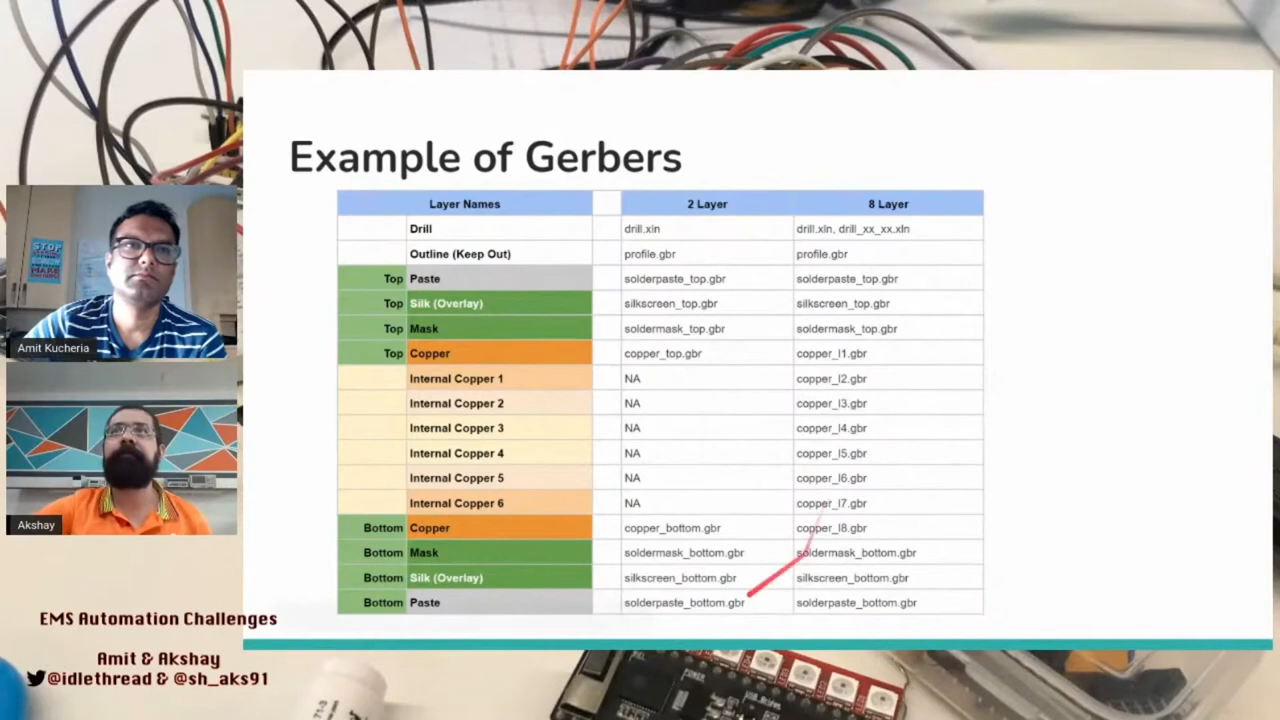 Example of Gerbers
Layer Names 2 Layer 8 Layer
Drill drill.xln drill.xln, drill_xx_xx.xln
Outline (Keep Out) profile.gbr profile.gbr
Top Paste solderpaste_top.gbr solderpaste_top.gbr
Top Silk (Overlay) silkscreen_top.gbr silkscreen_top.gbr
Top Mask soldermask_top.gbr soldermask_top.gbr
Top Copper copper_top.gbr copper_l1.gbr
Internal Copper 1 NA copper_l2.gbr
Internal Copper 2 NA copper_l3.gbr
Internal Copper 3 NA copper_l4.gbr
Internal Copper 4 NA copper_l5.gbr
Internal Copper 5 NA copper_l6.gbr
Internal Copper 6 NA copper_l7.gbr
Bottom Copper copper_bottom.gbr copper_l8.gbr
Bottom Mask soldermask_bottom.gbr soldermask_bottom.gbr
Bottom Silk (Overlay) silkscreen_bottom.gbr silkscreen_bottom.gbr
Bottom Paste solderpaste_bottom.gbr solderpaste_bottom.gbr
STOP
Amit Kucheria
Akshay
EMS Automation Challenges
Amit & Akshay
@idlethread & @sh_aks91
POWER